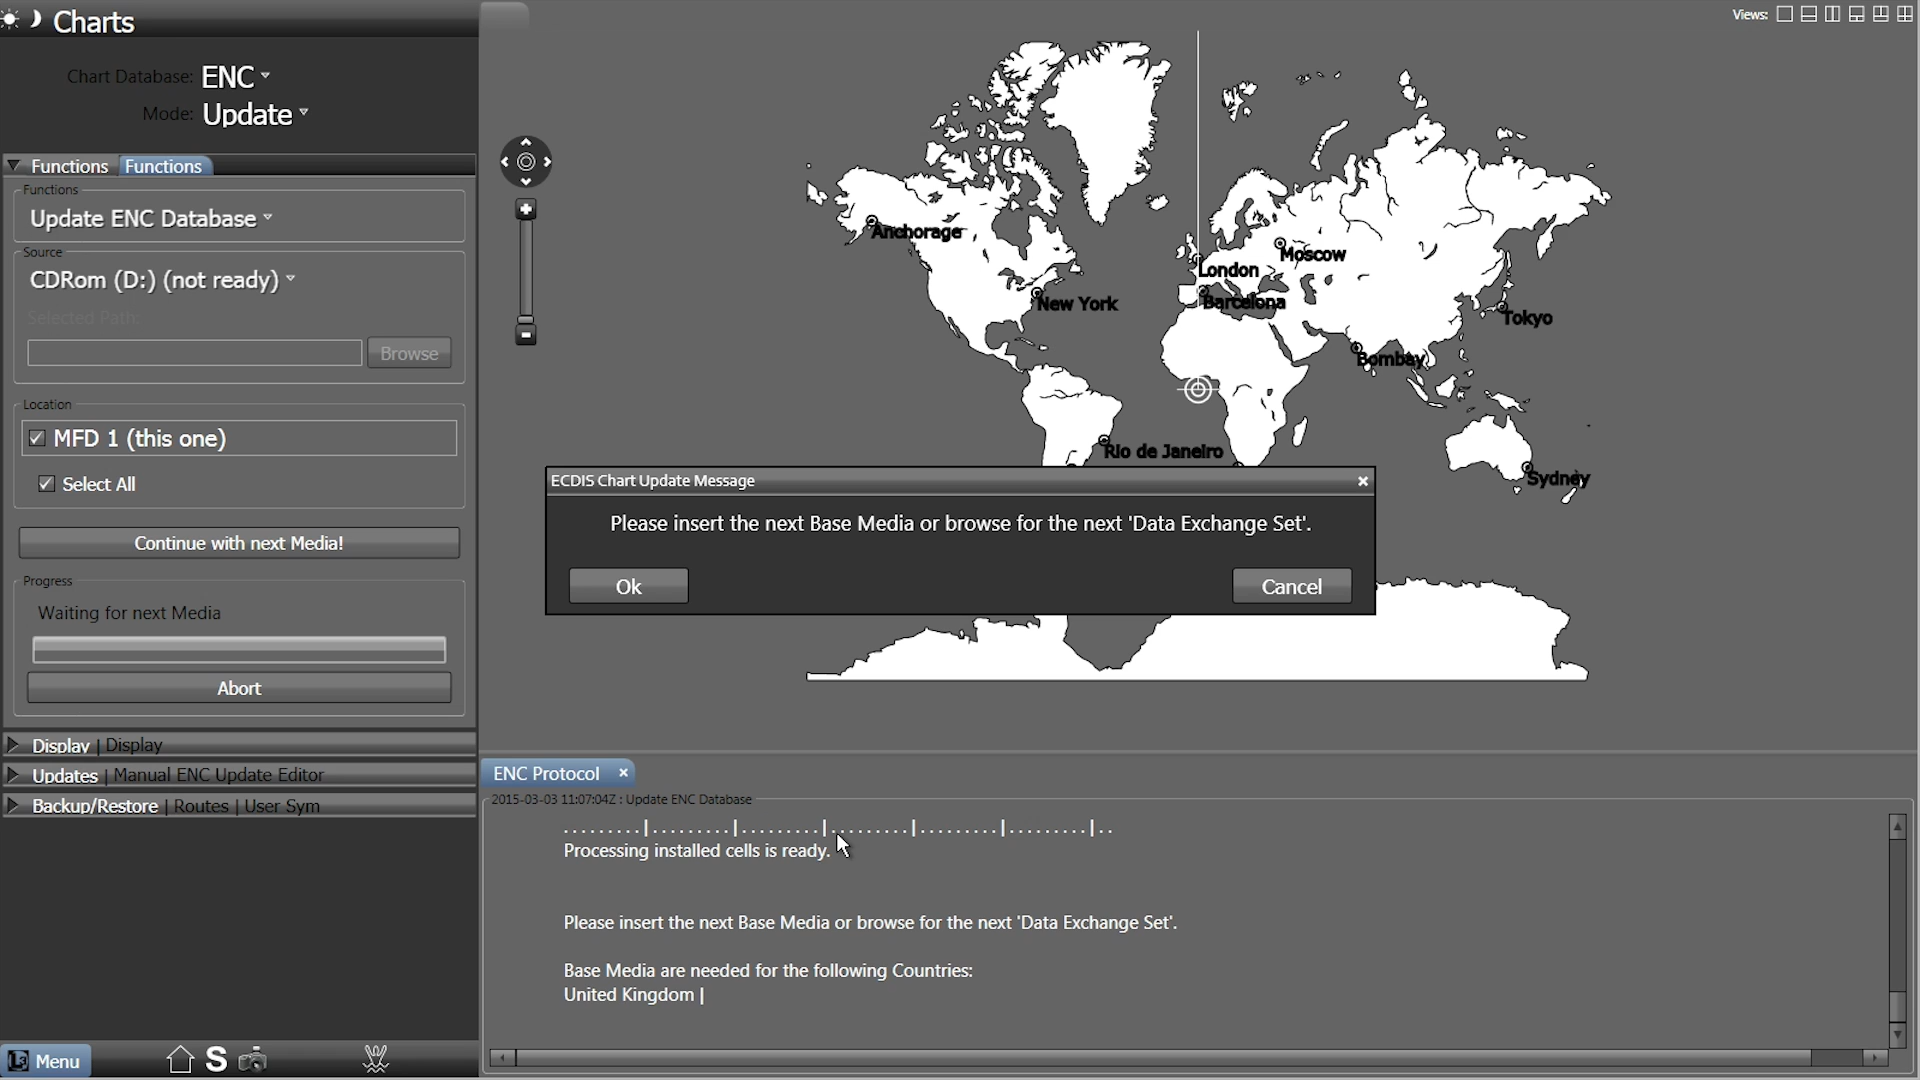 Charts
Views:
Chart Database: ENC
Mode: Update
Functions Functions
Functions
Update ENC Database
Source
CDRom (D:) (not ready)
Selected Path:
Browse
Location
MFD 1 (this one)
Select All
Continue with next Media!
Progress
Waiting for next Media
Abort
Display | Display
Updates | Manual ENC Update Editor
Backup/Restore | Routes | User Sym
Menu
S
Anchorage
Moscow
London
New York
Barcelona
Tokyo
Bombay
Rio de Janeiro
Sydney
ECDIS Chart Update Message
Please insert the next Base Media or browse for the next 'Data Exchange Set'.
Ok
Cancel
ENC Protocol
2015-03-03 11:07:04Z : Update ENC Database
.........|.........|.........|.........|.........|.........|..
Processing installed cells is ready.
Please insert the next Base Media or browse for the next 'Data Exchange Set'.
Base Media are needed for the following Countries:
United Kingdom |